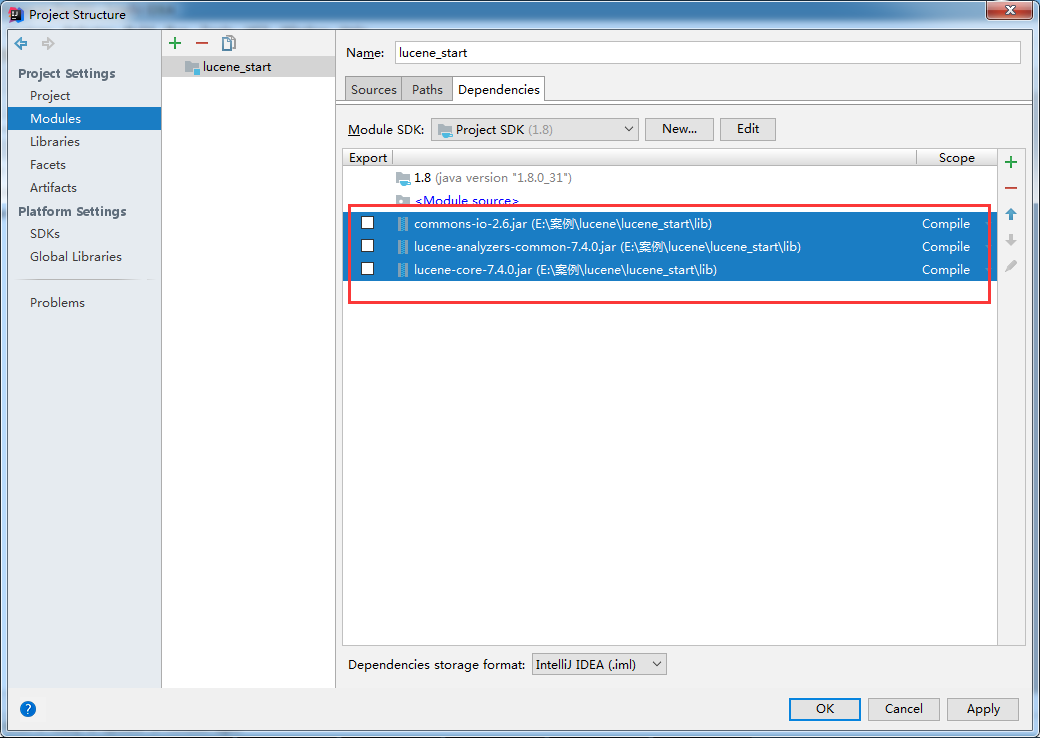 Project Structure
Project Settings
Project
Modules
Libraries
Facets
Artifacts
Platform Settings
SDKs
Global Libraries
Problems
lucene_start
Name: lucene_start
Sources Paths Dependencies
Module SDK: Project SDK (1.8) New... Edit
Export Scope
1.8 (java version "1.8.0_31")
<Module source>
commons-io-2.6.jar (E:\案例\lucene\lucene_start\lib) Compile
lucene-analyzers-common-7.4.0.jar (E:\案例\lucene\lucene_start\lib) Compile
lucene-core-7.4.0.jar (E:\案例\lucene\lucene_start\lib) Compile
Dependencies storage format: IntelliJ IDEA (.iml)
? OK Cancel Apply